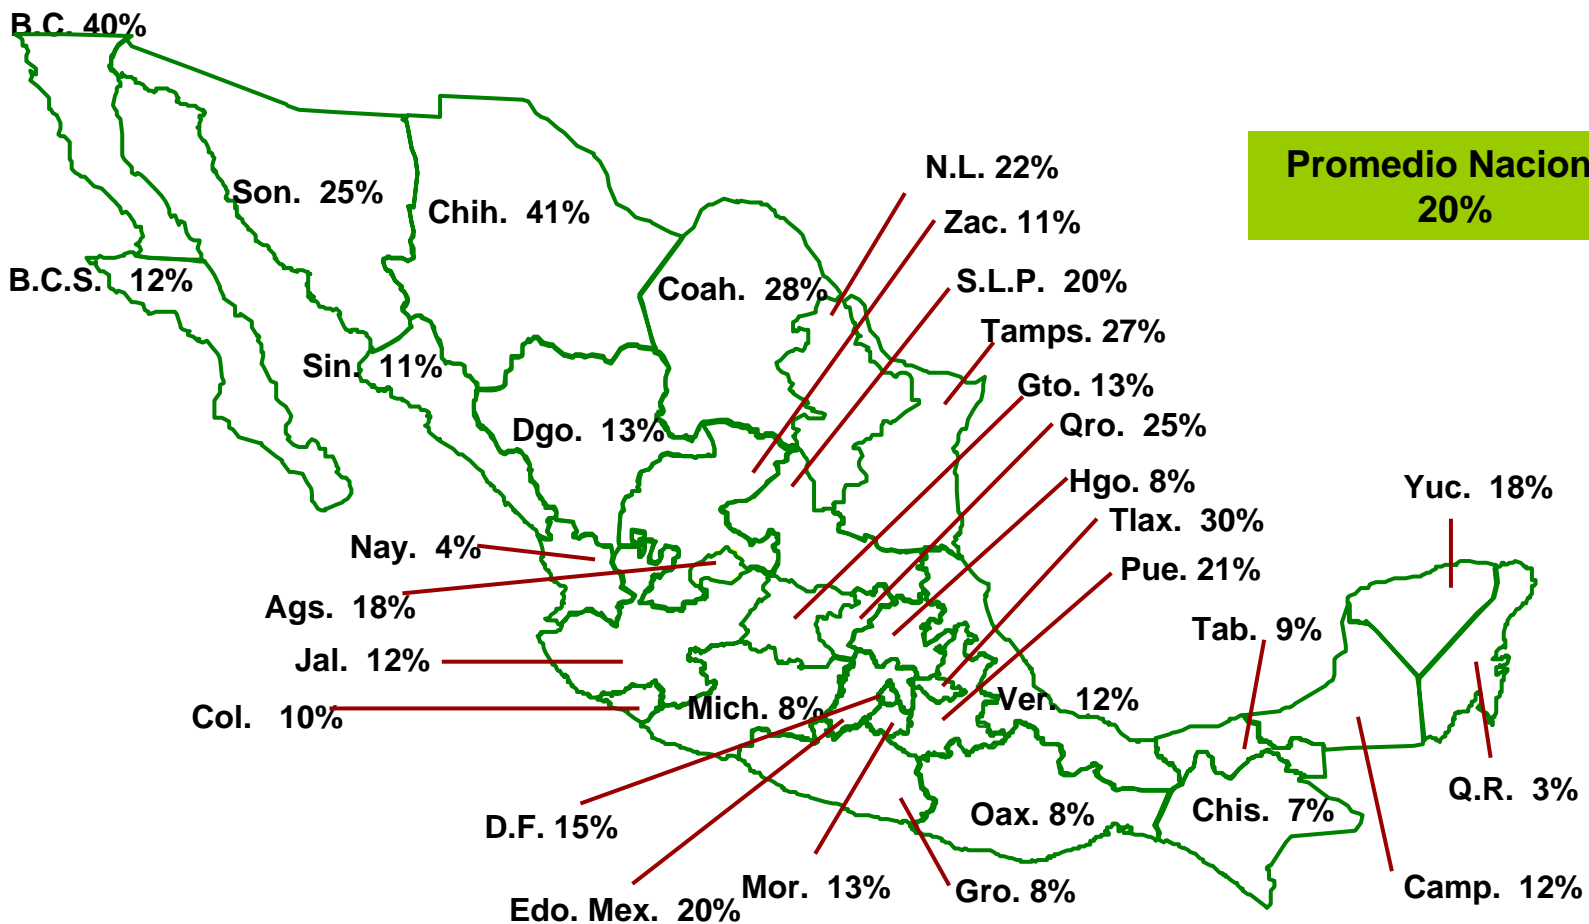 B.C. 40%
N.L. 22%
Promedio Nacion
20%
Son. 25%
Chih. 41%
Zac. 11%
B.C.S. 12%
Coah. 28%
S.L.P. 20%
Tamps. 27%
Sin. 11%
Gto. 13%
Dgo. 13%
Qro. 25%
Hgo. 8%
Yuc. 18%
Tlax. 30%
Nay. 4%
Pue. 21%
Ags. 18%
Tab. 9%
Jal. 12%
Col. 10%
Mich. 8%
Ver. 12%
Q.R. 3%
D.F. 15%
Oax. 8%
Chis. 7%
Edo. Mex. 20%
Mor. 13%
Gro. 8%
Camp. 12%